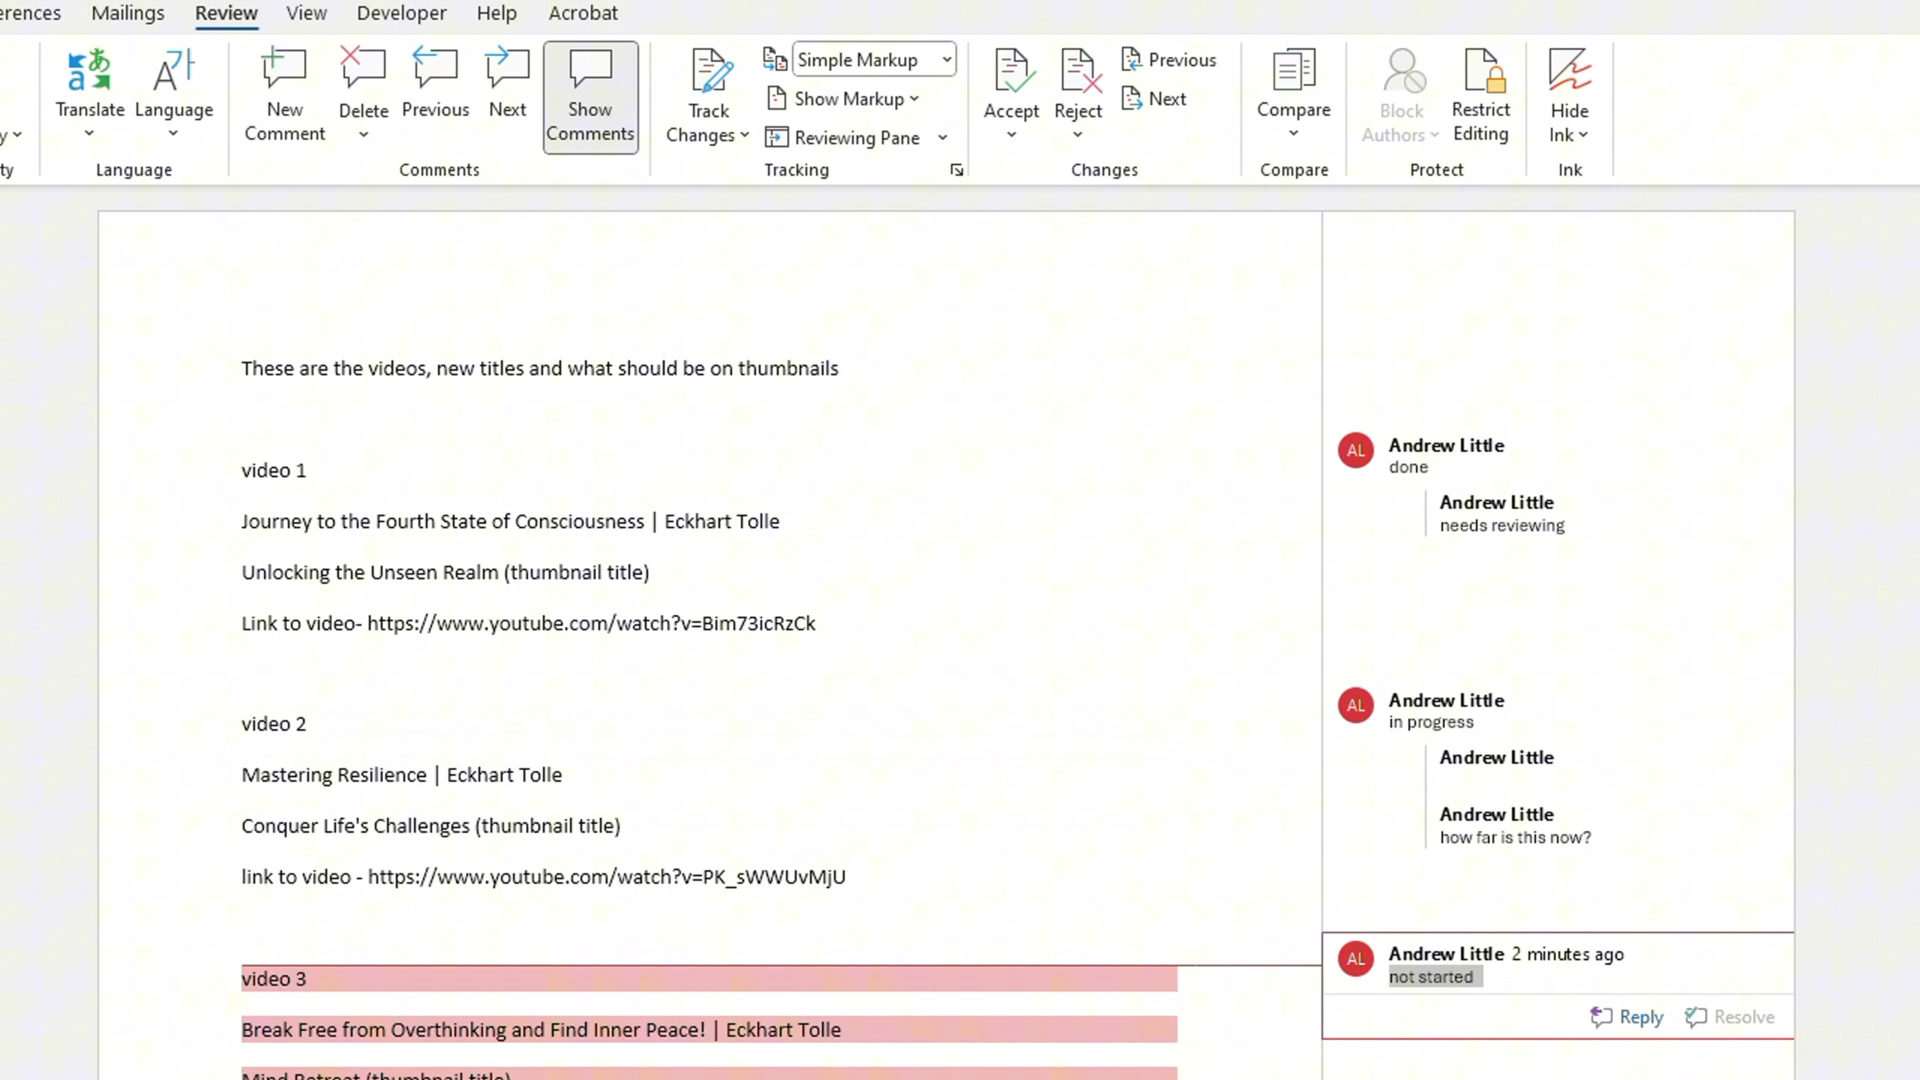 erences Mailings Review View Developer Help Acrobat
Translate Language New Comment Delete Previous Next Show Comments Track Changes Simple Markup Show Markup Reviewing Pane Accept Reject Previous Next Compare Block Authors Restrict Editing Hide Ink
ty Language Comments Tracking Changes Compare Protect Ink
These are the videos, new titles and what should be on thumbnails
video 1
Journey to the Fourth State of Consciousness | Eckhart Tolle
Unlocking the Unseen Realm (thumbnail title)
Link to video- https://www.youtube.com/watch?v=Bim73icRzCk
video 2
Mastering Resilience | Eckhart Tolle
Conquer Life's Challenges (thumbnail title)
link to video - https://www.youtube.com/watch?v=PK_sWWUvMjU
video 3
Break Free from Overthinking and Find Inner Peace! | Eckhart Tolle
Mind Retreat (thumbnail title)
AL Andrew Little
done
Andrew Little
needs reviewing
AL Andrew Little
in progress
Andrew Little
Andrew Little
how far is this now?
AL Andrew Little 2 minutes ago
not started
Reply Resolve